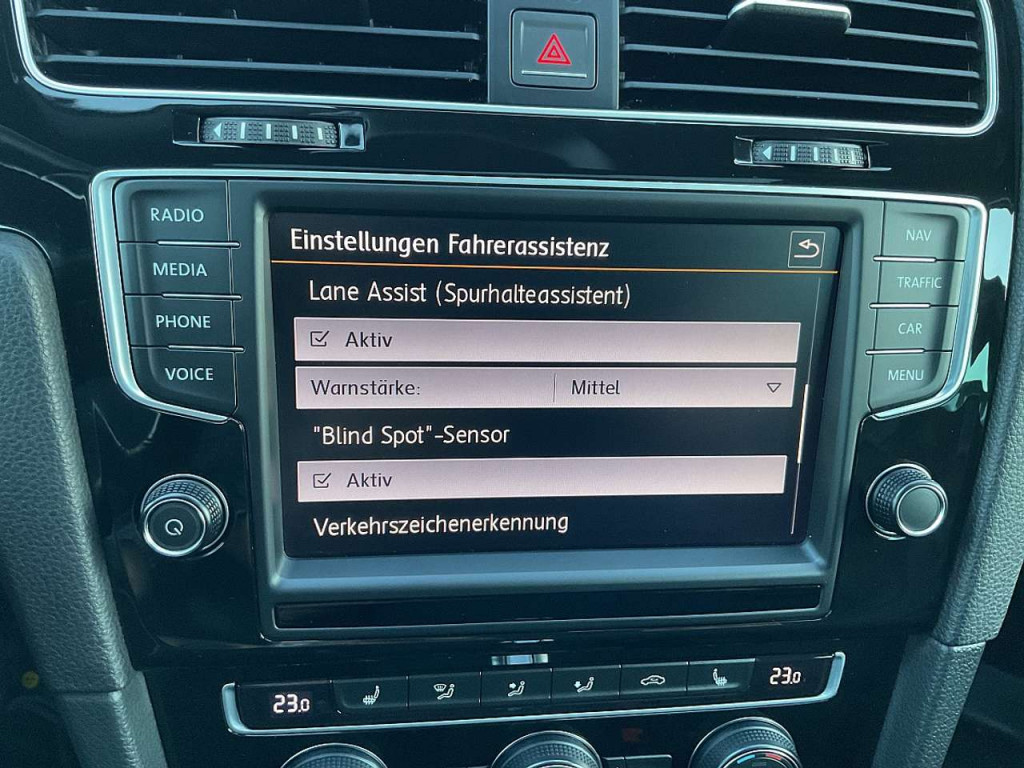 RADIO
MEDIA
PHONE
VOICE
Einstellungen Fahrerassistenz
Lane Assist (Spurhalteassistent)
Aktiv
Warnstärke: Mittel
"Blind Spot"-Sensor
Aktiv
Verkehrszeichenerkennung
NAV
TRAFFIC
CAR
MENU
23.0
23.0